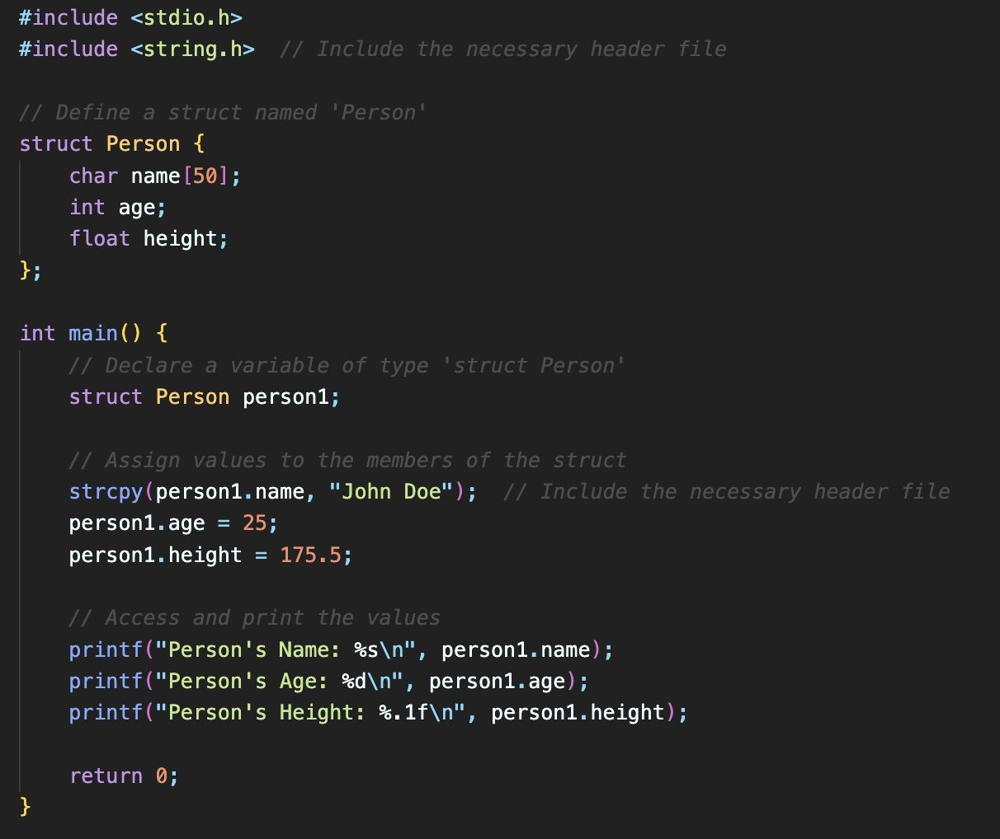 #include <stdio.h>
#include <string.h>  // Include the necessary header file
// Define a struct named 'Person'
struct Person {
    char name[50];
    int age;
    float height;
};
int main() {
    // Declare a variable of type 'struct Person'
    struct Person person1;
    // Assign values to the members of the struct
    strcpy(person1.name, "John Doe");  // Include the necessary header file
    person1.age = 25;
    person1.height = 175.5;
    // Access and print the values
    printf("Person's Name: %s\n", person1.name);
    printf("Person's Age: %d\n", person1.age);
    printf("Person's Height: %.1f\n", person1.height);
    return 0;
}